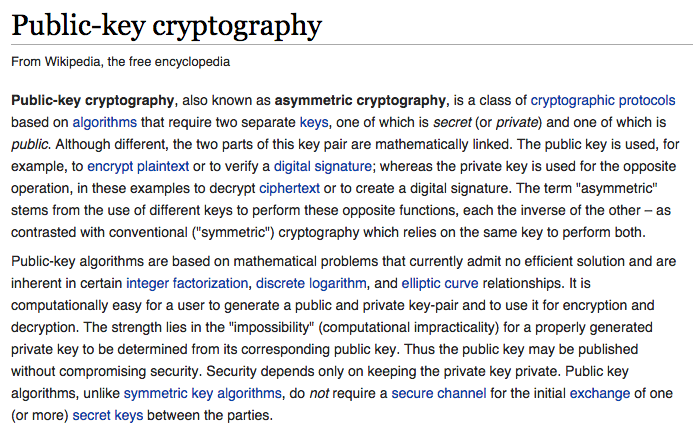 Public-key cryptography
From Wikipedia, the free encyclopedia
Public-key cryptography, also known as asymmetric cryptography, is a class of cryptographic protocols
based on algorithms that require two separate keys, one of which is secret (or private) and one of which is
public. Although different, the two parts of this key pair are mathematically linked. The public key is used, for
example, to encrypt plaintext or to verify a digital signature; whereas the private key is used for the opposite
operation, in these examples to decrypt ciphertext or to create a digital signature. The term "asymmetric"
stems from the use of different keys to perform these opposite functions, each the inverse of the other – as
contrasted with conventional ("symmetric") cryptography which relies on the same key to perform both.
Public-key algorithms are based on mathematical problems that currently admit no efficient solution and are
inherent in certain integer factorization, discrete logarithm, and elliptic curve relationships. It is
computationally easy for a user to generate a public and private key-pair and to use it for encryption and
decryption. The strength lies in the "impossibility" (computational impracticality) for a properly generated
private key to be determined from its corresponding public key. Thus the public key may be published
without compromising security. Security depends only on keeping the private key private. Public key
algorithms, unlike symmetric key algorithms, do not require a secure channel for the initial exchange of one
(or more) secret keys between the parties.